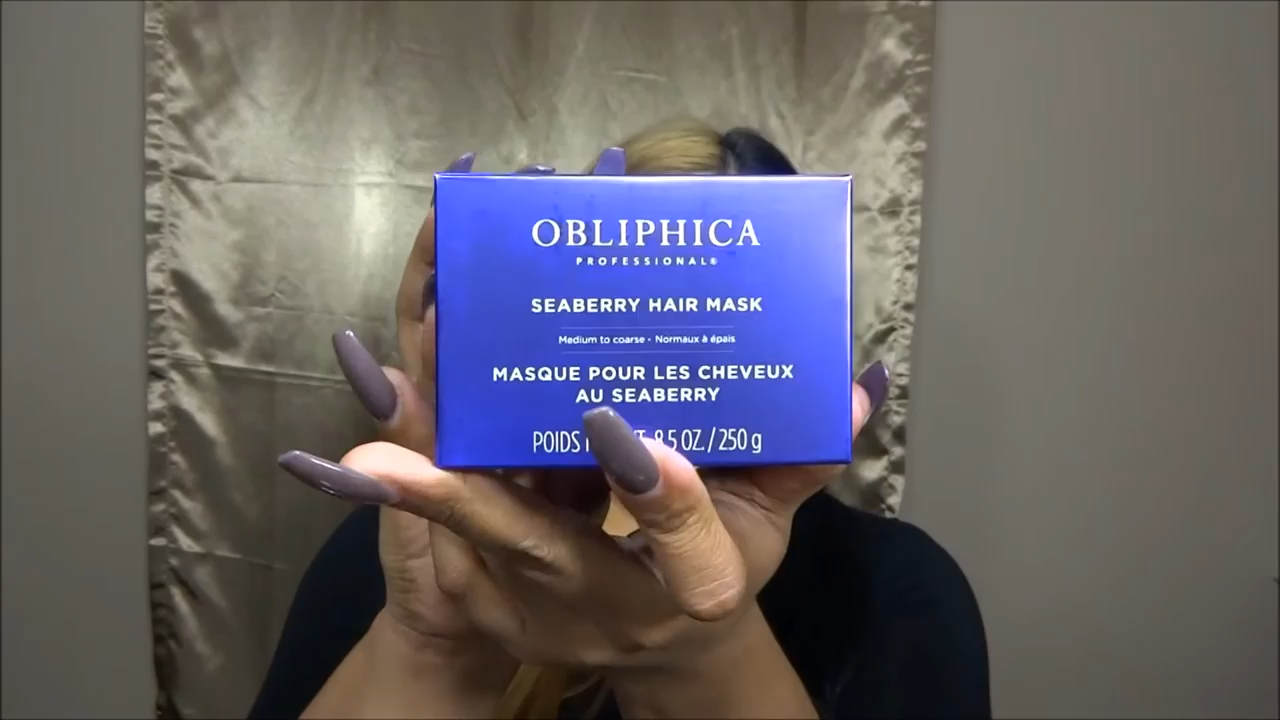 OBLIPHICA
PROFESSIONAL®
SEABERRY HAIR MASK
Medium to coarse • Normaux à épais
MASQUE POUR LES CHEVEUX
AU SEABERRY
POIDS 8.5 OZ. / 250 g